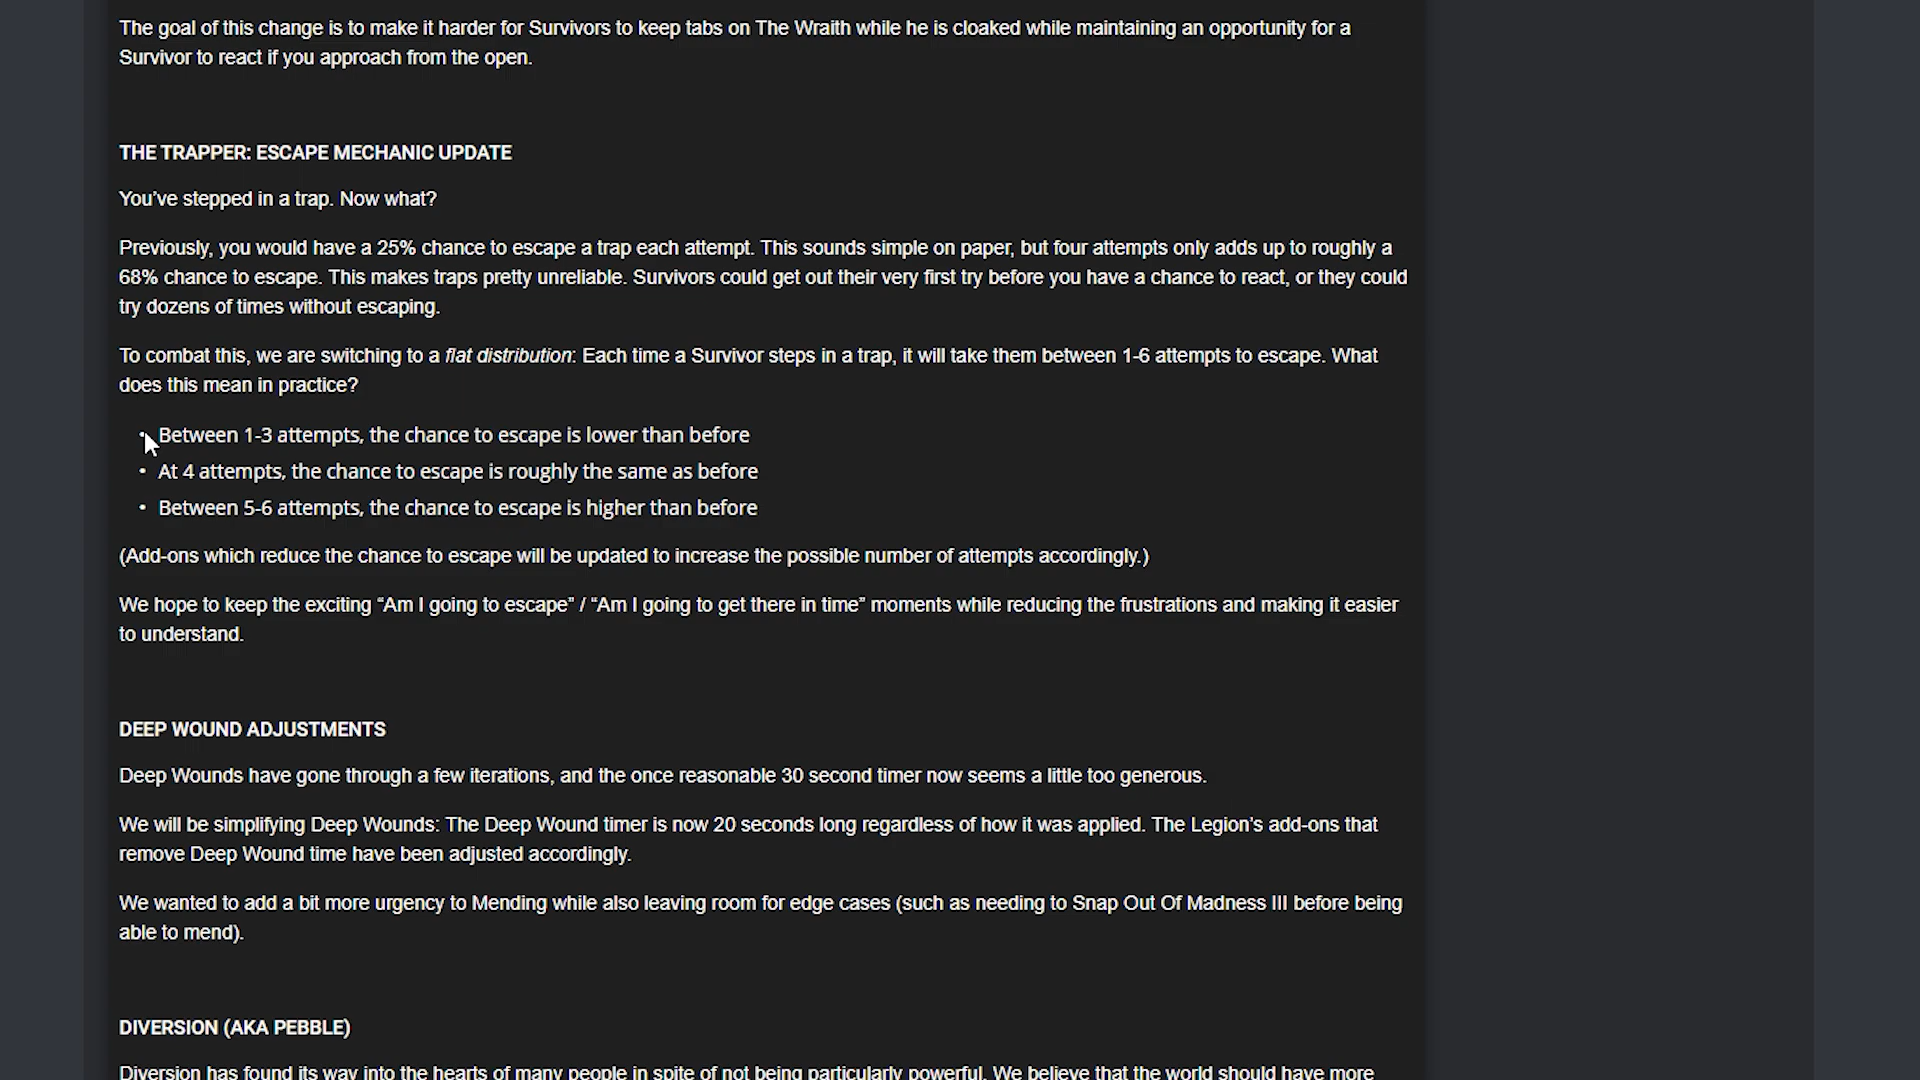 The goal of this change is to make it harder for Survivors to keep tabs on The Wraith while he is cloaked while maintaining an opportunity for a
Survivor to react if you approach from the open.
THE TRAPPER: ESCAPE MECHANIC UPDATE
You’ve stepped in a trap. Now what?
Previously, you would have a 25% chance to escape a trap each attempt. This sounds simple on paper, but four attempts only adds up to roughly a
68% chance to escape. This makes traps pretty unreliable. Survivors could get out their very first try before you have a chance to react, or they could
try dozens of times without escaping.
To combat this, we are switching to a flat distribution: Each time a Survivor steps in a trap, it will take them between 1-6 attempts to escape. What
does this mean in practice?
• Between 1-3 attempts, the chance to escape is lower than before
• At 4 attempts, the chance to escape is roughly the same as before
• Between 5-6 attempts, the chance to escape is higher than before
(Add-ons which reduce the chance to escape will be updated to increase the possible number of attempts accordingly.)
We hope to keep the exciting “Am I going to escape” / “Am I going to get there in time” moments while reducing the frustrations and making it easier
to understand.
DEEP WOUND ADJUSTMENTS
Deep Wounds have gone through a few iterations, and the once reasonable 30 second timer now seems a little too generous.
We will be simplifying Deep Wounds: The Deep Wound timer is now 20 seconds long regardless of how it was applied. The Legion’s add-ons that
remove Deep Wound time have been adjusted accordingly.
We wanted to add a bit more urgency to Mending while also leaving room for edge cases (such as needing to Snap Out Of Madness III before being
able to mend).
DIVERSION (AKA PEBBLE)
Diversion has found its way into the hearts of many people in spite of not being particularly powerful. We believe that the world should have more